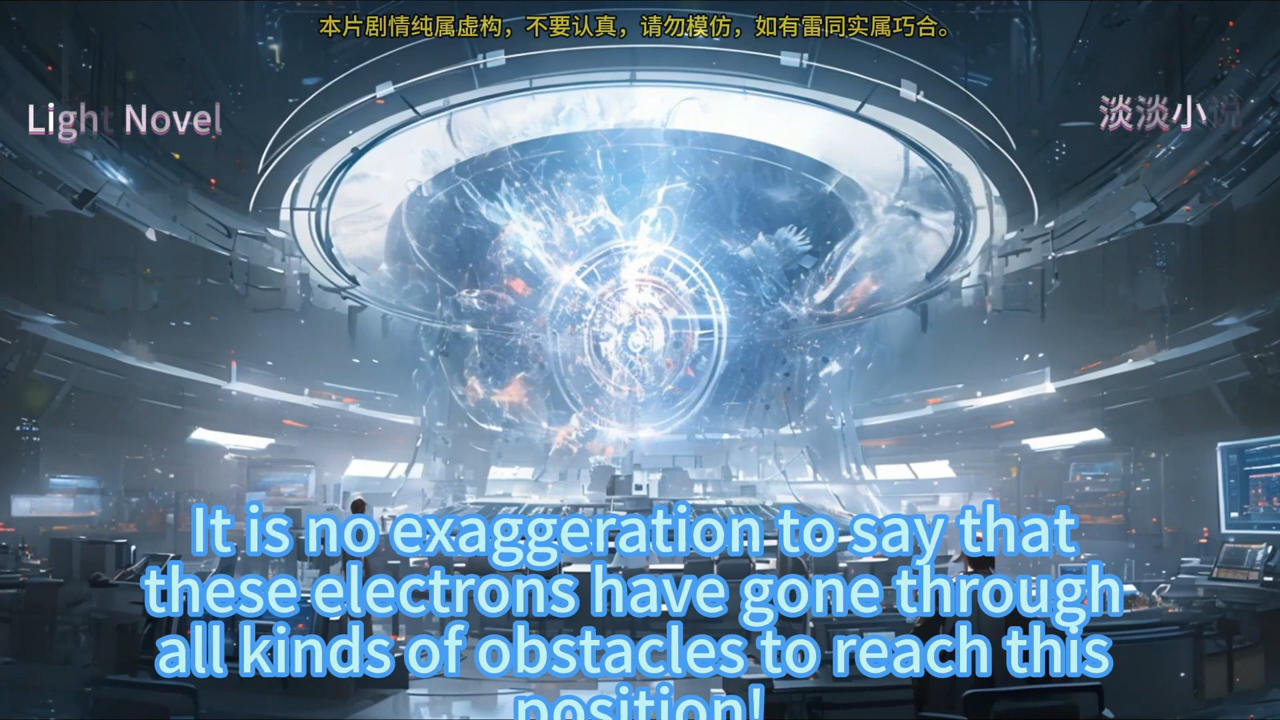 本片剧情纯属虚构，不要认真，请勿模仿，如有雷同实属巧合。
Light Novel
淡淡小说
It is no exaggeration to say that
these electrons have gone through
all kinds of obstacles to reach this
position!